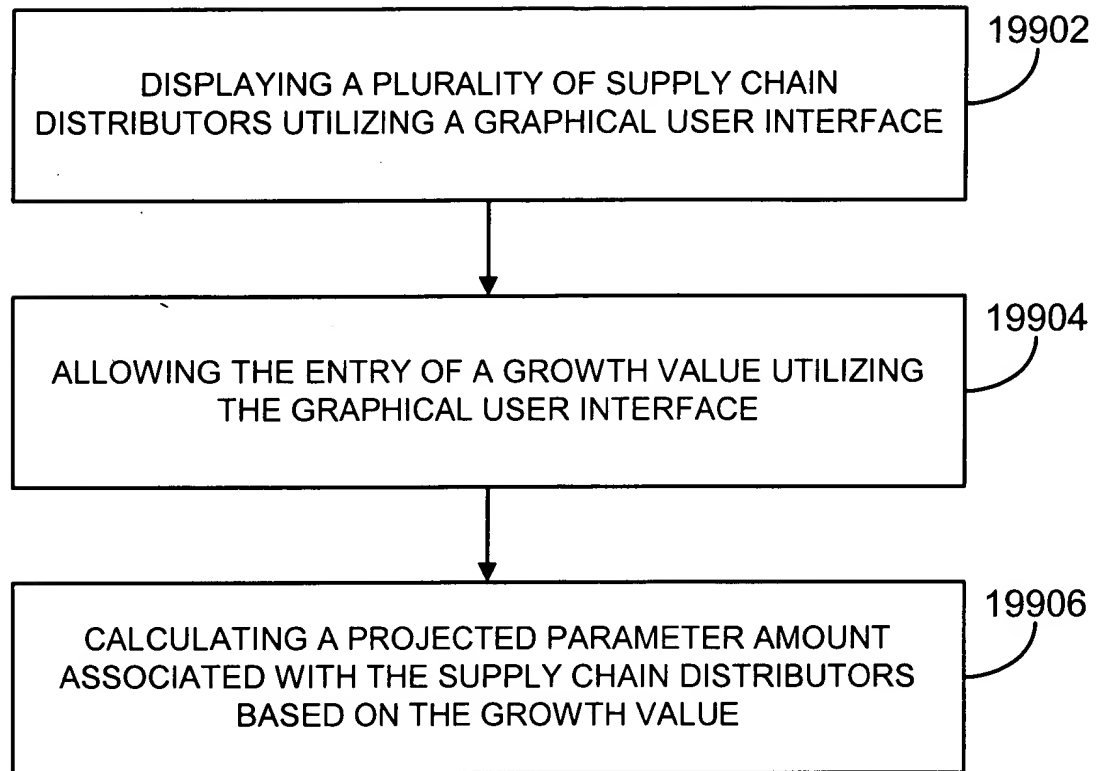 19902
DISPLAYING A PLURALITY OF SUPPLY CHAIN
DISTRIBUTORS UTILIZING A GRAPHICAL USER INTERFACE
19904
ALLOWING THE ENTRY OF A GROWTH VALUE UTILIZING
THE GRAPHICAL USER INTERFACE
19906
CALCULATING A PROJECTED PARAMETER AMOUNT
ASSOCIATED WITH THE SUPPLY CHAIN DISTRIBUTORS
BASED ON THE GROWTH VALUE